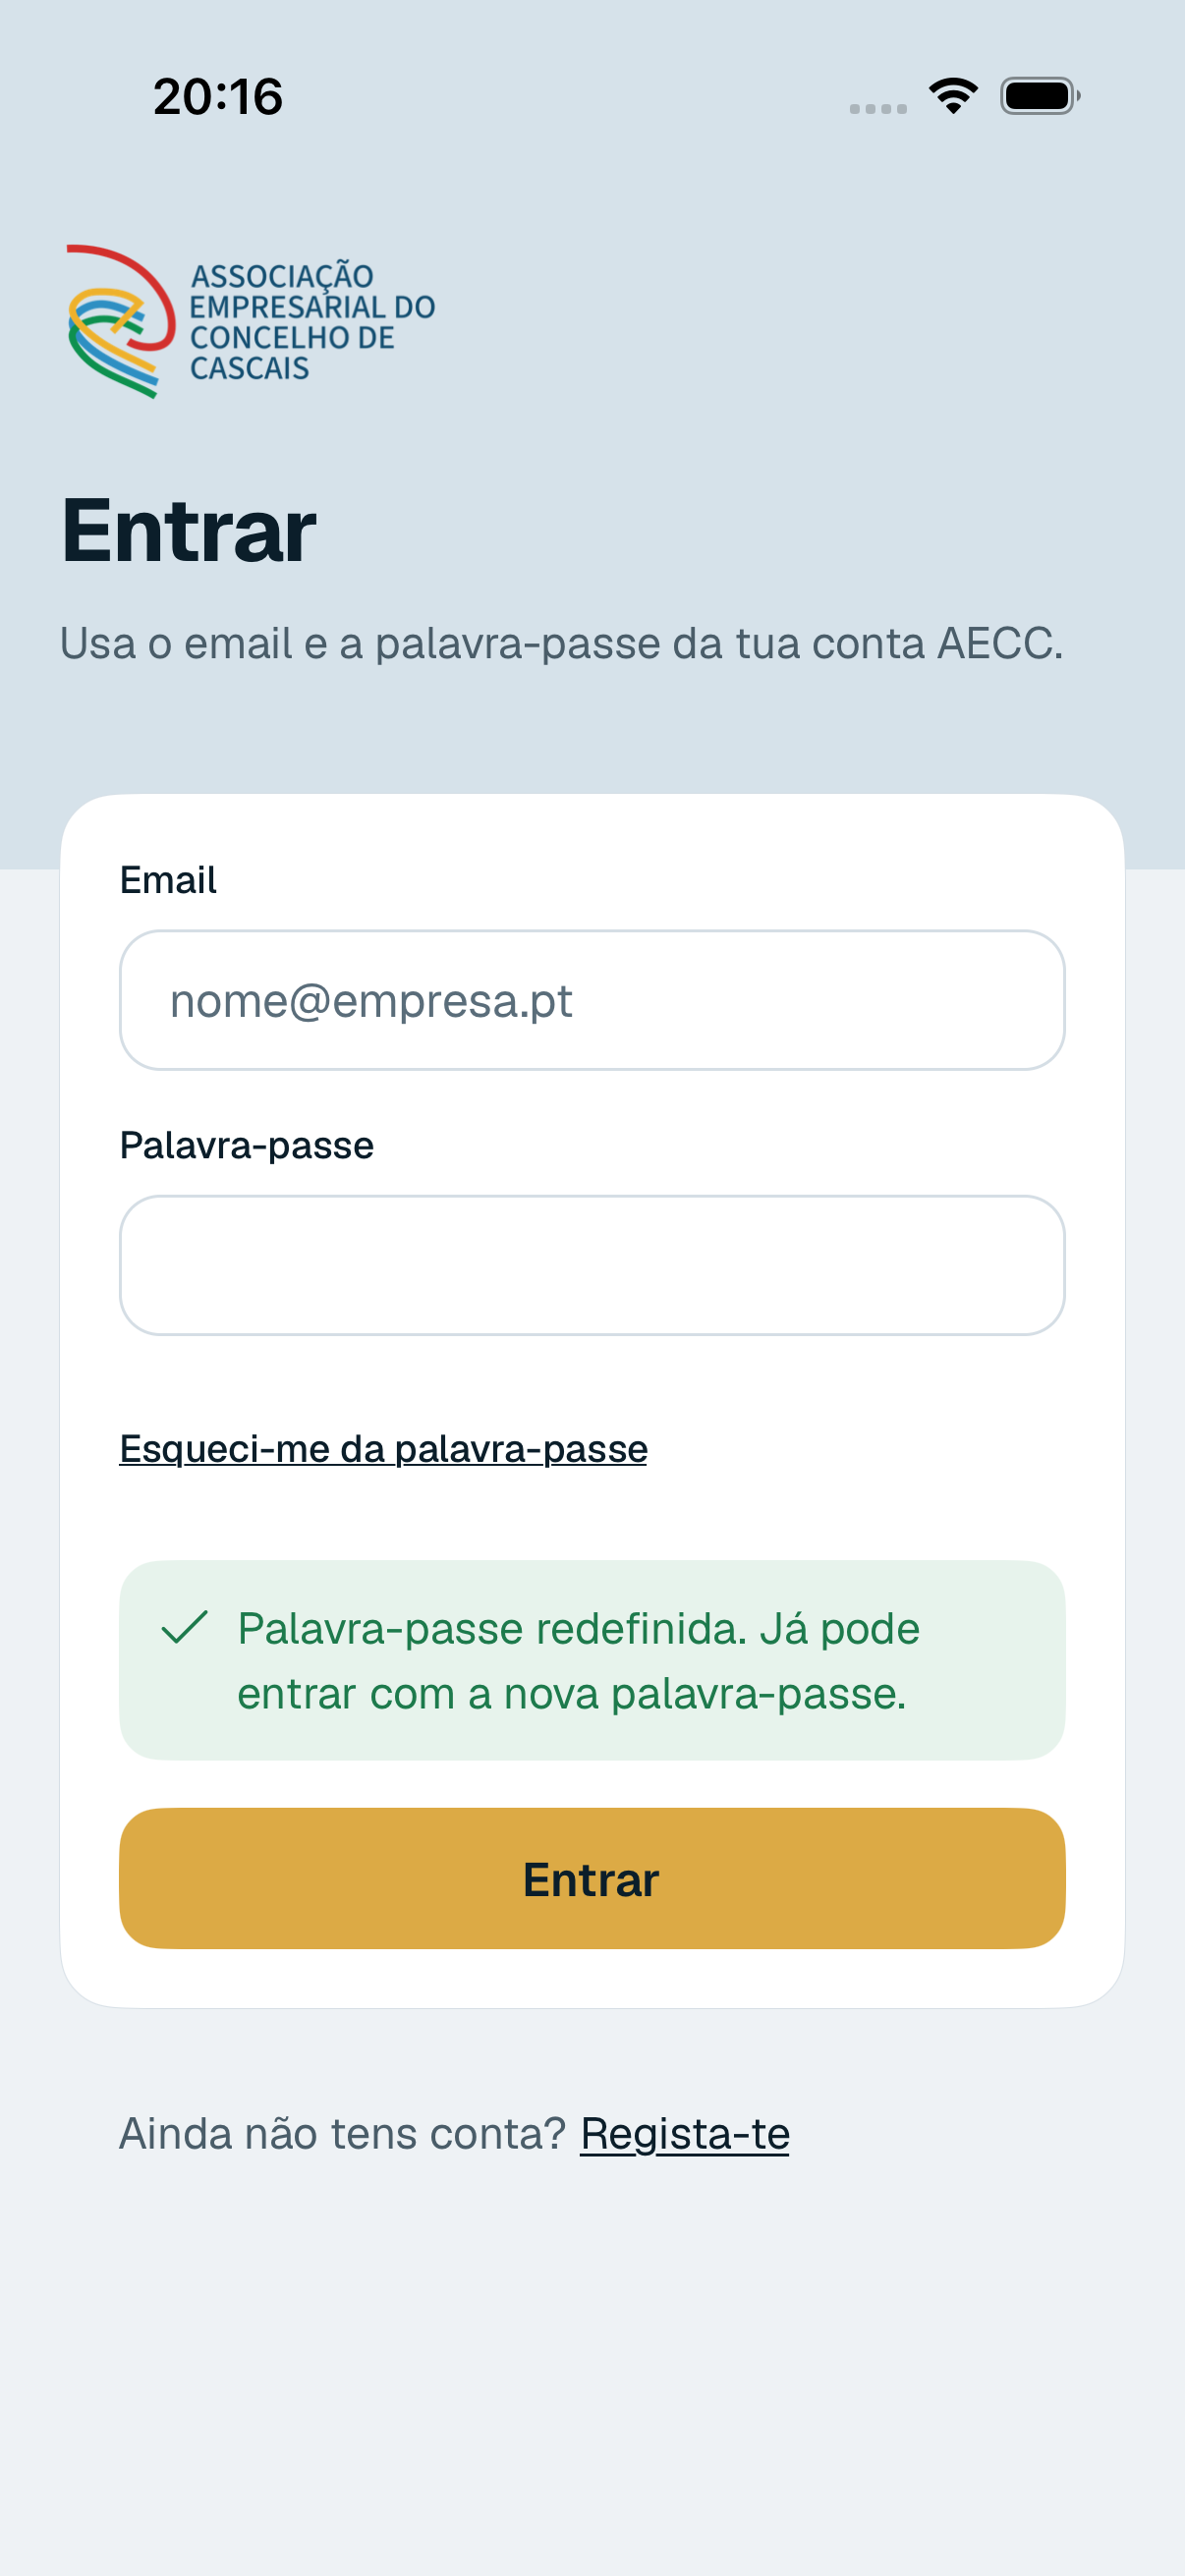 20:16
ASSOCIAÇÃO
EMPRESARIAL DO
CONCELHO DE
CASCAIS
Entrar
Usa o email e a palavra-passe da tua conta AECC.
Email
nome@empresa.pt
Palavra-passe
Esqueci-me da palavra-passe
Palavra-passe redefinida. Já pode
entrar com a nova palavra-passe.
Entrar
Ainda não tens conta? Regista-te